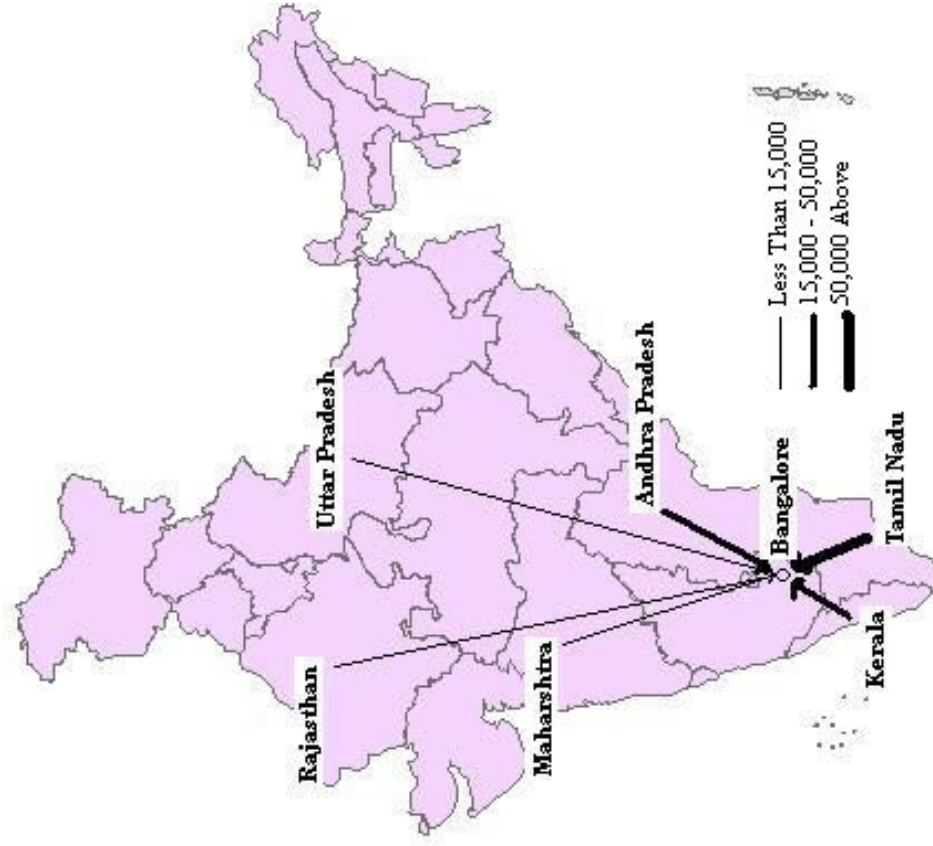 Uttar Pradesh
Rajasthan
Maharshtra
Andhra Pradesh
Bangalore
Kerala
Tamil Nadu
Less Than 15,000
15,000 - 50,000
50,000 Above